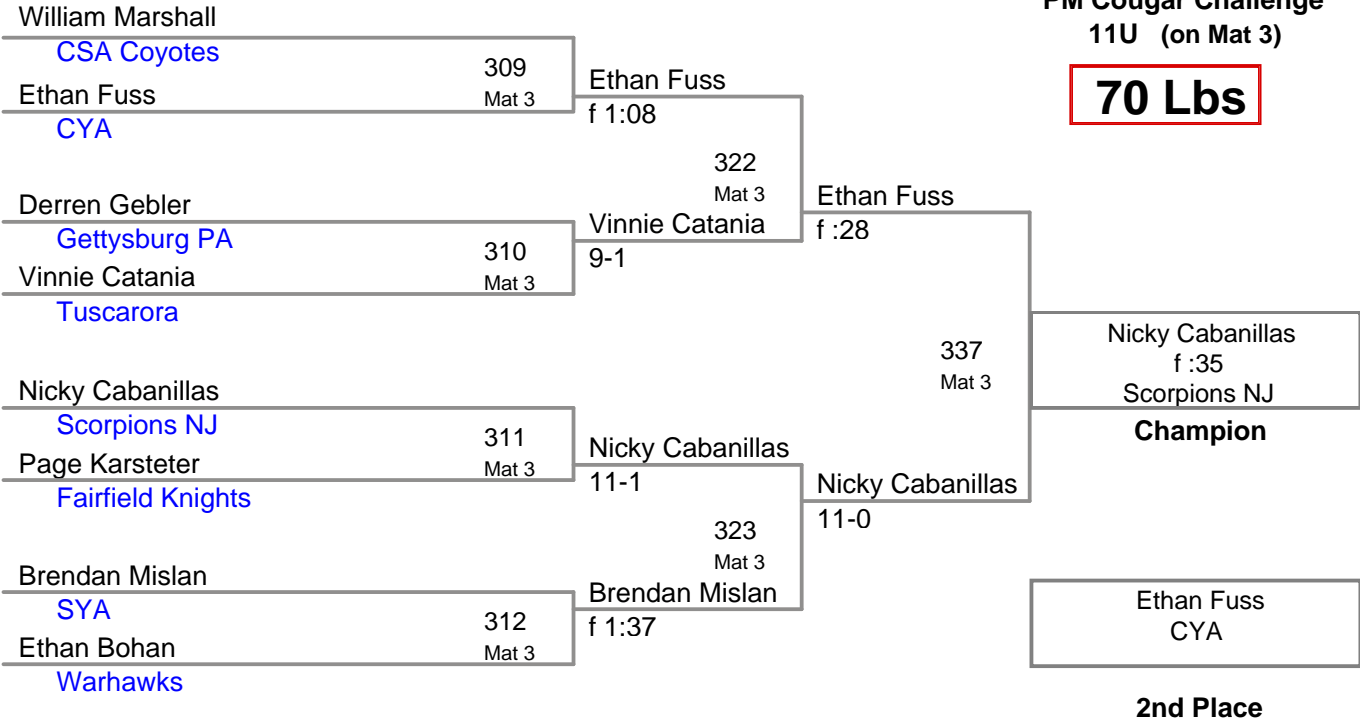 PM Cougar Challenge
11U (on Mat 3)
70 Lbs
William Marshall
CSA Coyotes
309
Mat 3
Ethan Fuss
CYA
Ethan Fuss
f 1:08
322
Mat 3
Derren Gebler
Gettysburg PA
310
Mat 3
Vinnie Catania
Tuscarora
Vinnie Catania
9-1
Ethan Fuss
f :28
337
Mat 3
Nicky Cabanillas
f :35
Scorpions NJ
Champion
Nicky Cabanillas
Scorpions NJ
311
Mat 3
Page Karsteter
Fairfield Knights
Nicky Cabanillas
11-1
323
Mat 3
Nicky Cabanillas
11-0
Brendan Mislan
SYA
312
Mat 3
Ethan Bohan
Warhawks
Brendan Mislan
f 1:37
Ethan Fuss
CYA
2nd Place